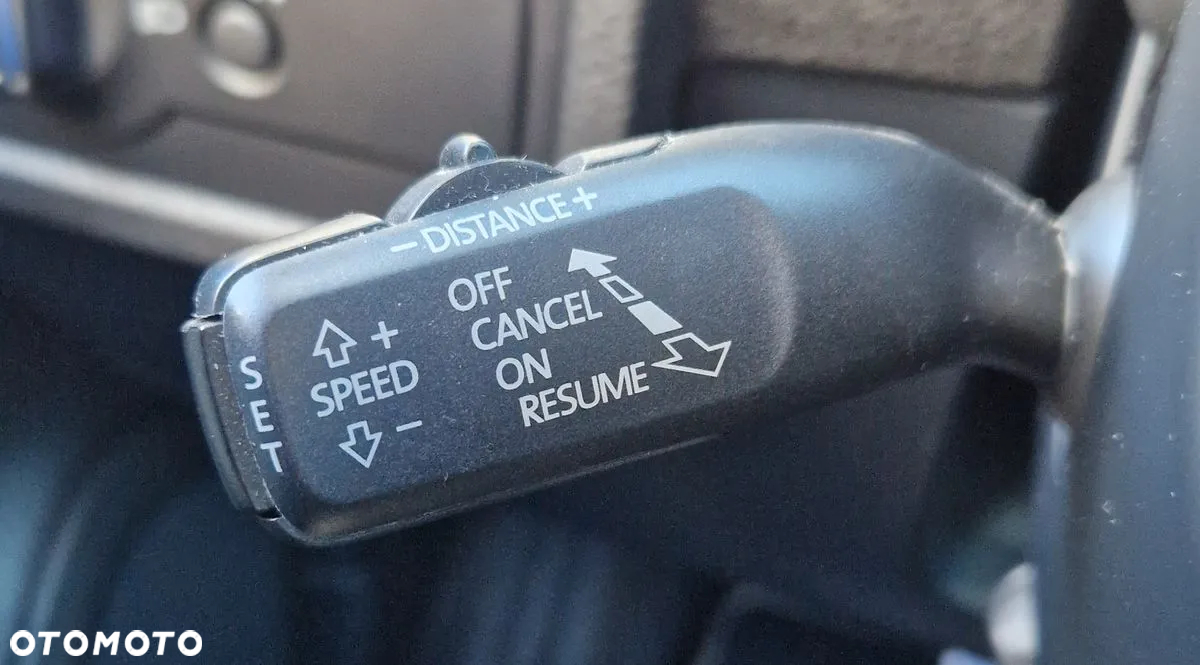 − DISTANCE +
OFF
CANCEL
ON
RESUME
+
SPEED
−
SET
OTOMOTO